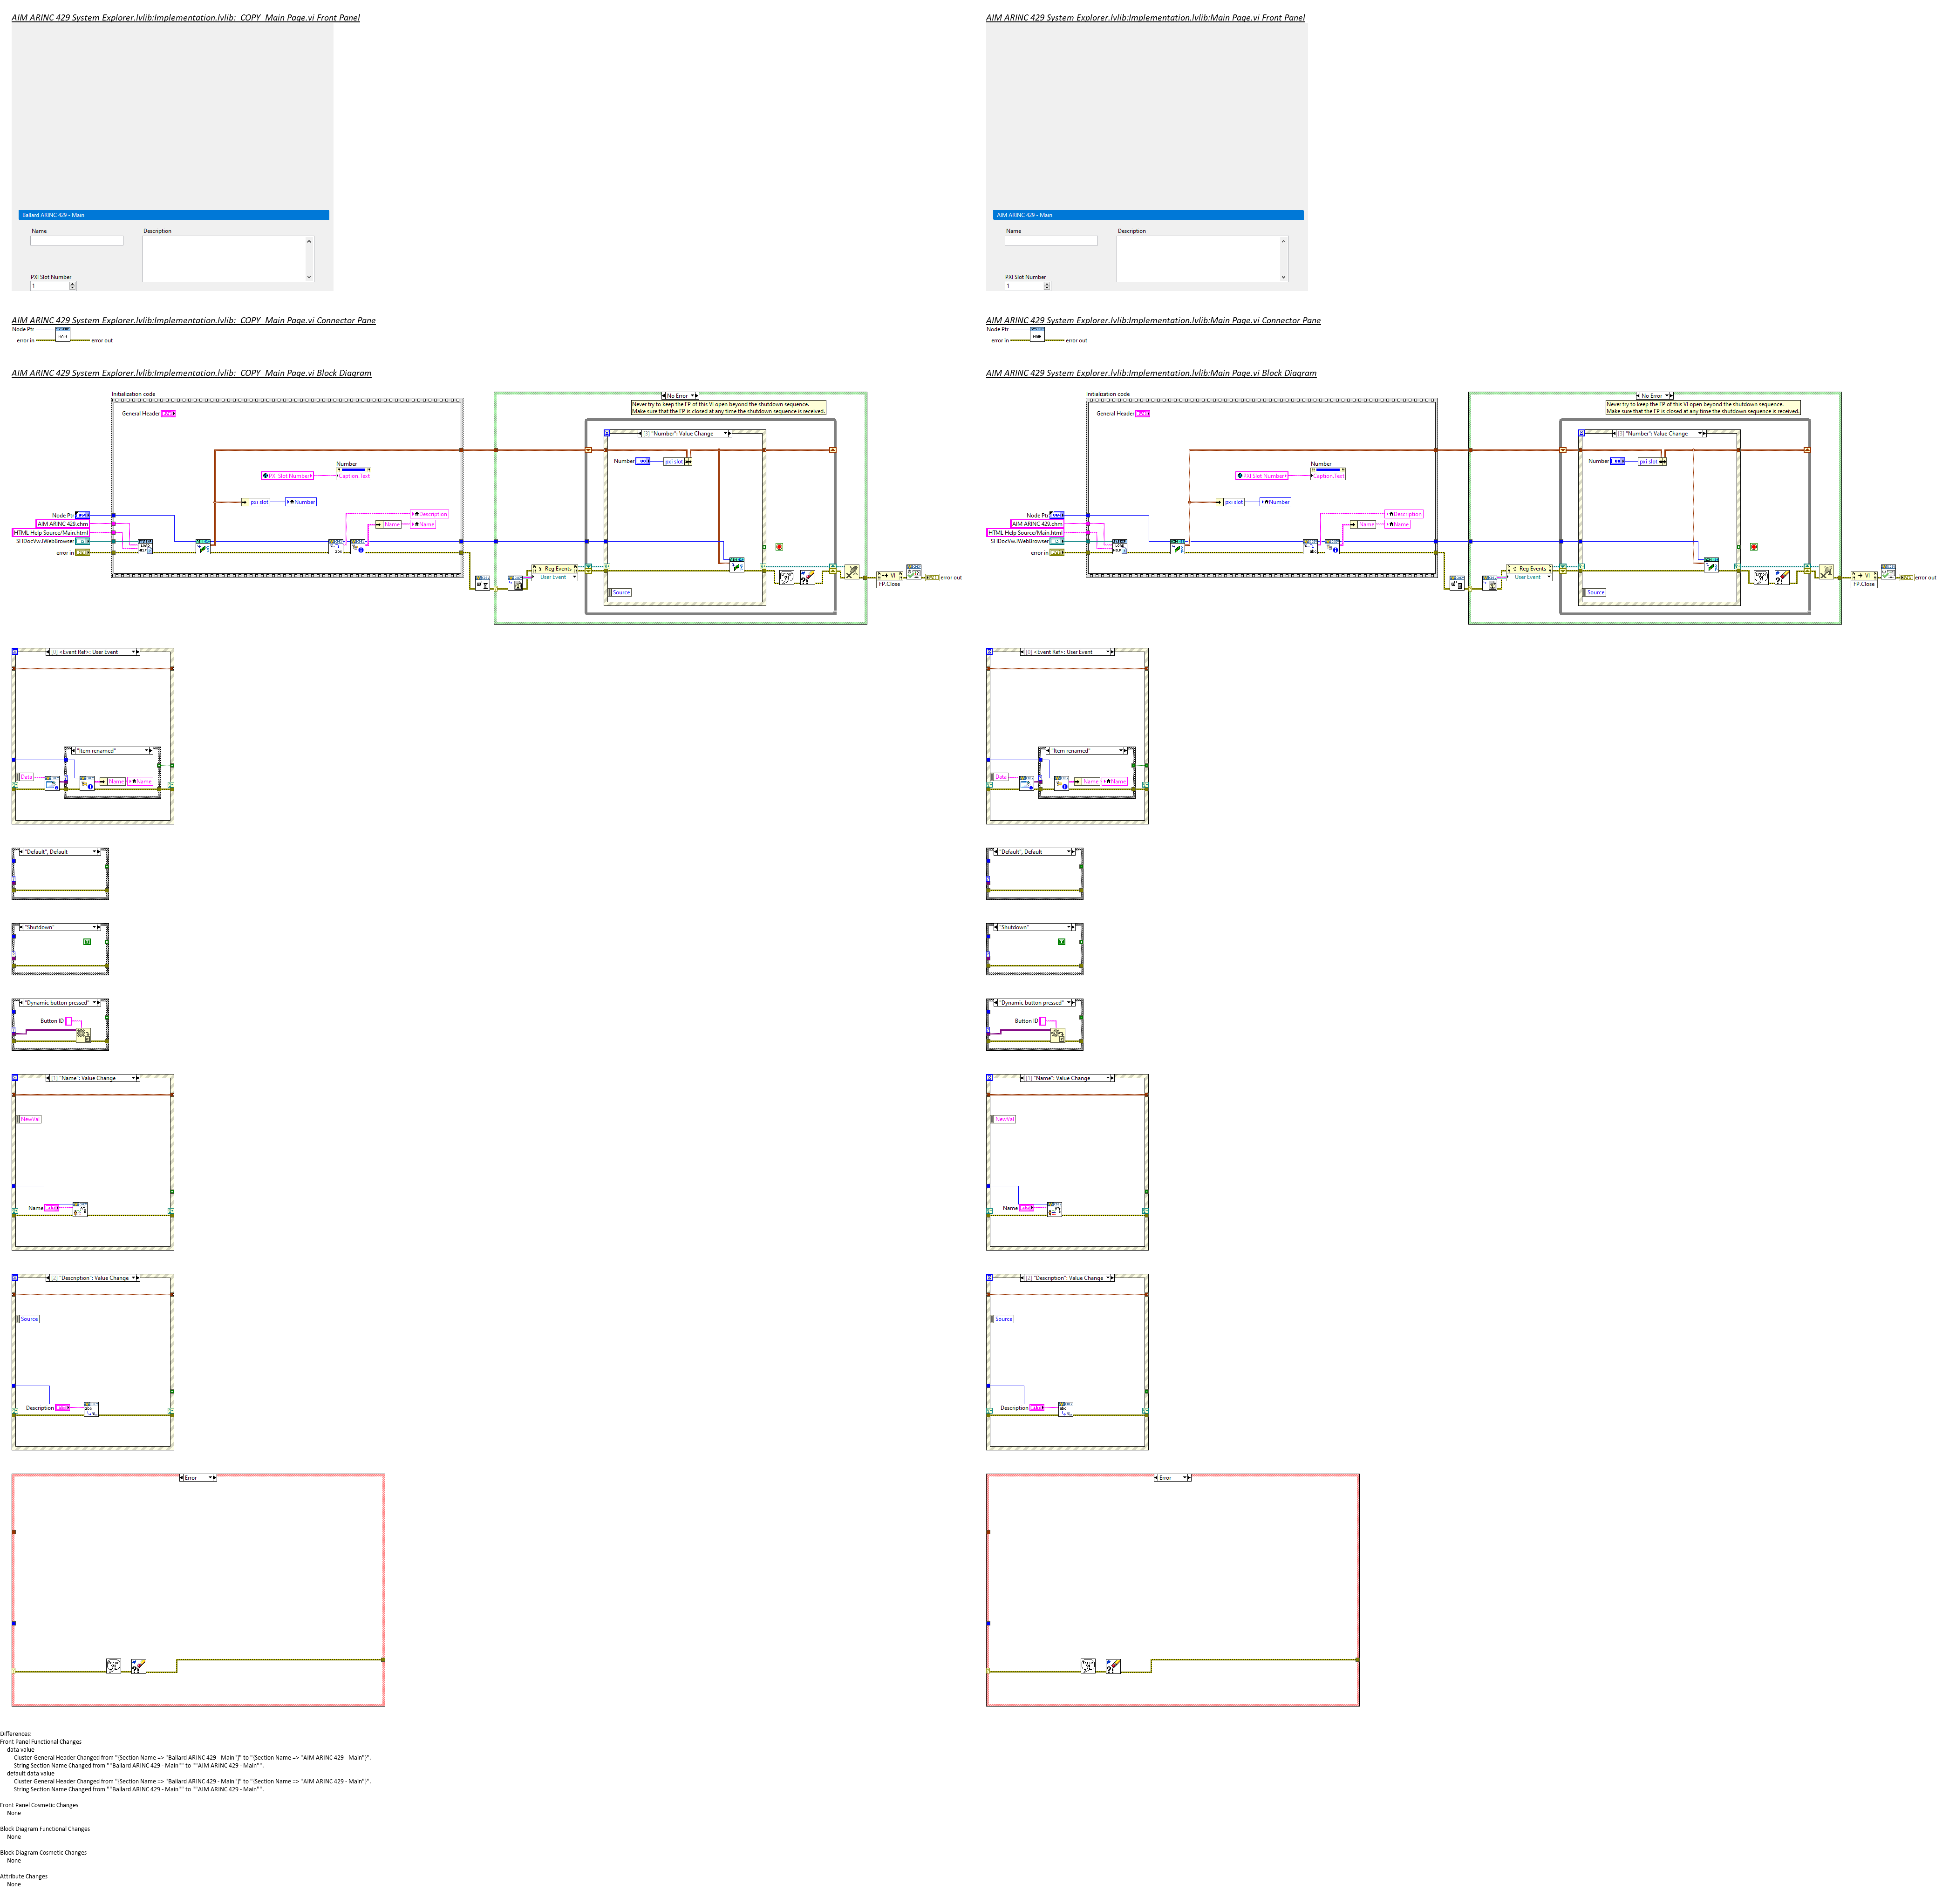 AIM ARINC 429 System Explorer.lvlib:Implementation.lvlib:_COPY_Main Page.vi Front Panel
Ballard ARINC 429 - Main
Name
Description
PXI Slot Number
1
AIM ARINC 429 System Explorer.lvlib:Implementation.lvlib:_COPY_Main Page.vi Connector Pane
Node Ptr
error in
error out
AIM ARINC 429 System Explorer.lvlib:Implementation.lvlib:_COPY_Main Page.vi Block Diagram
Initialization code
General Header
No Error
Never try to keep the FP of this VI open beyond the shutdown sequence.
Make sure that the FP is closed at any time the shutdown sequence is received.
[3] "Number": Value Change
Number
pxi slot
Number
PXI Slot Number
Caption.Text
pxi slot
Number
Node Ptr
AIM ARINC 429.chm
HTML Help Source/Main.html
SHDocVw.IWebBrowser
error in
Description
Name
Name
Reg Events
User Event
Source
VI
FP.Close
error out
[0] <Event Ref>: User Event
"Item renamed"
Data
Name
Name
"Default", Default
"Shutdown"
"Dynamic button pressed"
Button ID
[1] "Name": Value Change
NewVal
Name
[2] "Description": Value Change
Source
Description
Error
AIM ARINC 429 System Explorer.lvlib:Implementation.lvlib:Main Page.vi Front Panel
AIM ARINC 429 - Main
Name
Description
PXI Slot Number
1
AIM ARINC 429 System Explorer.lvlib:Implementation.lvlib:Main Page.vi Connector Pane
Node Ptr
error in
error out
AIM ARINC 429 System Explorer.lvlib:Implementation.lvlib:Main Page.vi Block Diagram
Initialization code
General Header
No Error
Never try to keep the FP of this VI open beyond the shutdown sequence.
Make sure that the FP is closed at any time the shutdown sequence is received.
[3] "Number": Value Change
Number
pxi slot
Number
PXI Slot Number
Caption.Text
pxi slot
Number
Node Ptr
AIM ARINC 429.chm
HTML Help Source/Main.html
SHDocVw.IWebBrowser
error in
Description
Name
Name
Reg Events
User Event
Source
VI
FP.Close
error out
[0] <Event Ref>: User Event
"Item renamed"
Data
Name
Name
"Default", Default
"Shutdown"
"Dynamic button pressed"
Button ID
[1] "Name": Value Change
NewVal
Name
[2] "Description": Value Change
Source
Description
Error
Differences:
Front Panel Functional Changes
data value
Cluster General Header Changed from "[Section Name => "Ballard ARINC 429 - Main"]" to "[Section Name => "AIM ARINC 429 - Main"]".
String Section Name Changed from ""Ballard ARINC 429 - Main"" to ""AIM ARINC 429 - Main"".
default data value
Cluster General Header Changed from "[Section Name => "Ballard ARINC 429 - Main"]" to "[Section Name => "AIM ARINC 429 - Main"]".
String Section Name Changed from ""Ballard ARINC 429 - Main"" to ""AIM ARINC 429 - Main"".
Front Panel Cosmetic Changes
None
Block Diagram Functional Changes
None
Block Diagram Cosmetic Changes
None
Attribute Changes
None